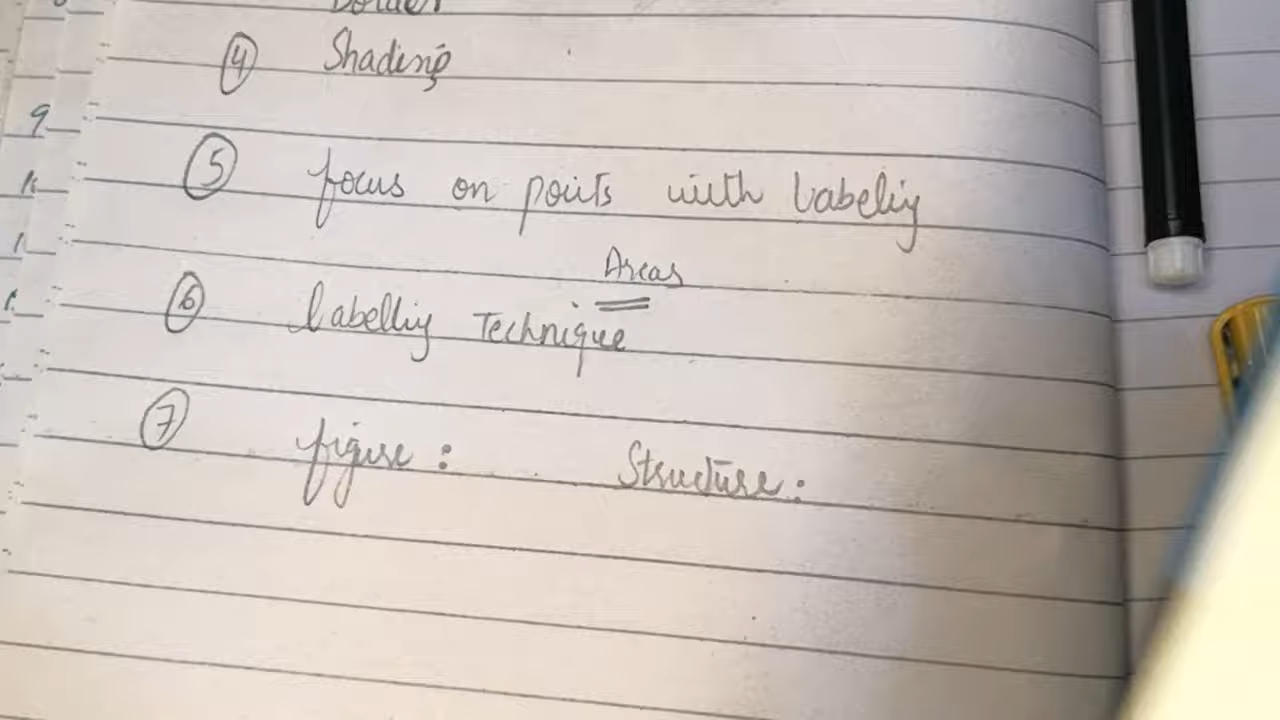 ④ Shading
⑤ focus on points with labeling
Areas
⑥ labelling Technique
⑦ figure : Structure :